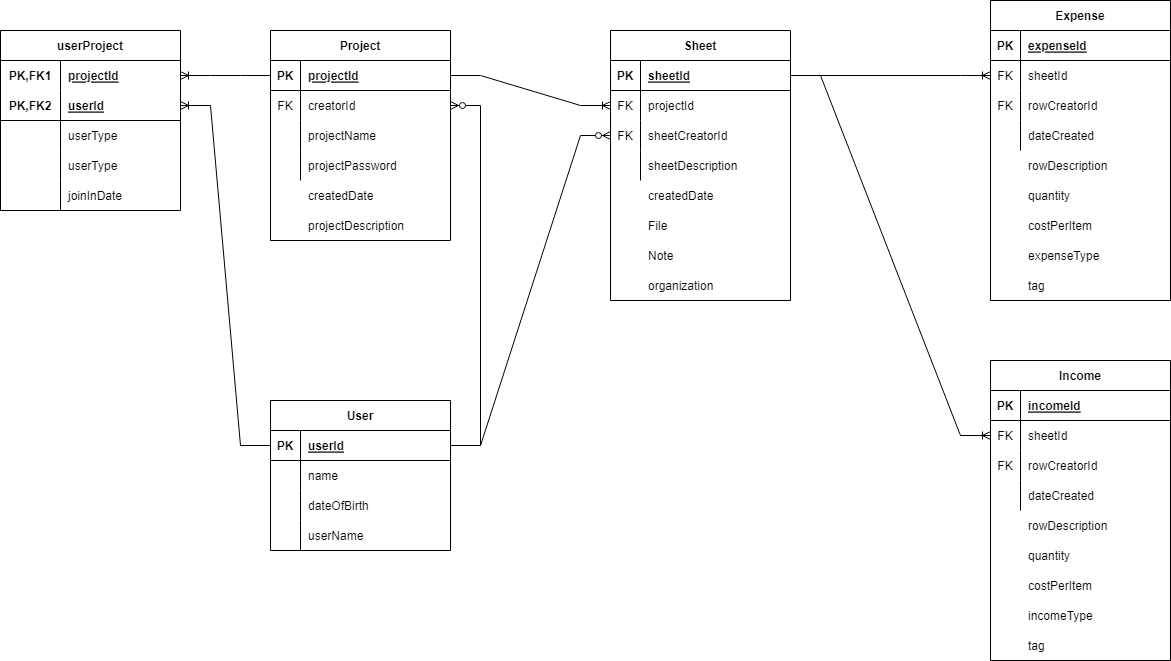 userProject
PK,FK1 projectId
PK,FK2 userId
userType
userType
joinInDate
Project
PK projectId
FK creatorId
projectName
projectPassword
createdDate
projectDescription
Sheet
PK sheetId
FK projectId
FK sheetCreatorId
sheetDescription
createdDate
File
Note
organization
Expense
PK expenseId
FK sheetId
FK rowCreatorId
dateCreated
rowDescription
quantity
costPerItem
expenseType
tag
User
PK userId
name
dateOfBirth
userName
Income
PK incomeId
FK sheetId
FK rowCreatorId
dateCreated
rowDescription
quantity
costPerItem
incomeType
tag